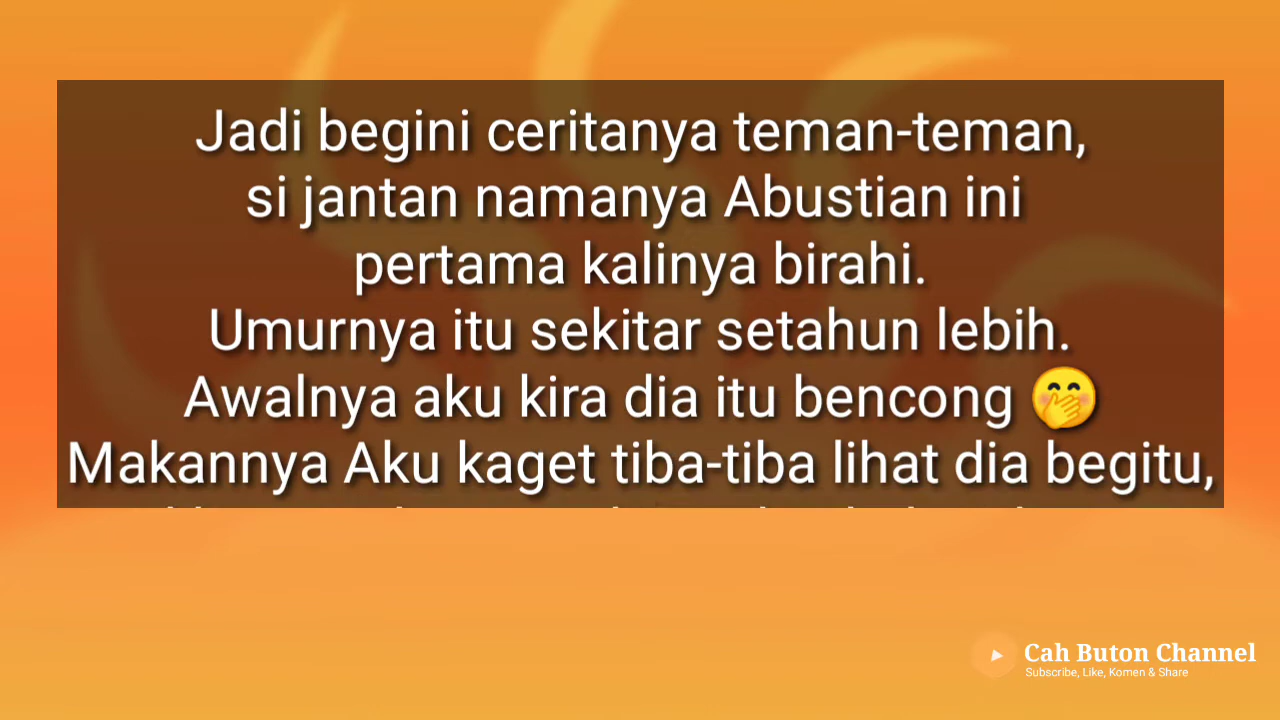 Jadi begini ceritanya teman-teman,
si jantan namanya Abustian ini
pertama kalinya birahi.
Umurnya itu sekitar setahun lebih.
Awalnya aku kira dia itu bencong 🤭
Makannya Aku kaget tiba-tiba lihat dia begitu,
Cah Buton Channel
Subscribe, Like, Komen & Share